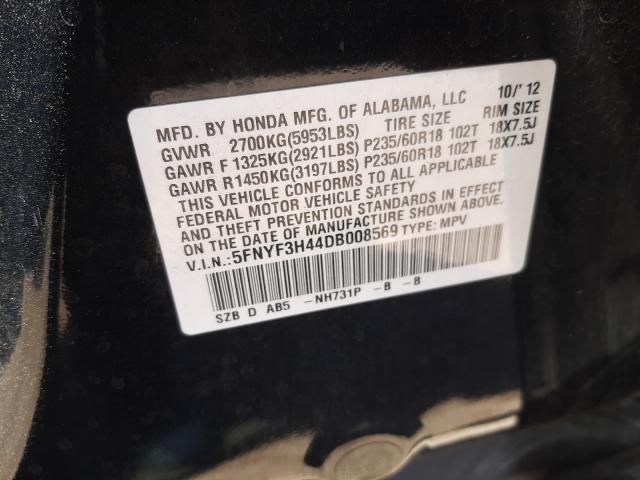 MFD. BY HONDA MFG. OF ALABAMA, LLC 10/'12
GVWR 2700KG(5953LBS) TIRE SIZE RIM SIZE
GAWR F 1325KG(2921LBS) P235/60R18 102T 18X7.5J
GAWR R 1450KG(3197LBS) P235/60R18 102T 18X7.5J
THIS VEHICLE CONFORMS TO ALL APPLICABLE
FEDERAL MOTOR VEHICLE SAFETY
AND THEFT PREVENTION STANDARDS IN EFFECT
ON THE DATE OF MANUFACTURE SHOWN ABOVE.
V.I.N.:5FNYF3H44DB008569 TYPE: MPV
SZB D AB5 -NH731P -B -B